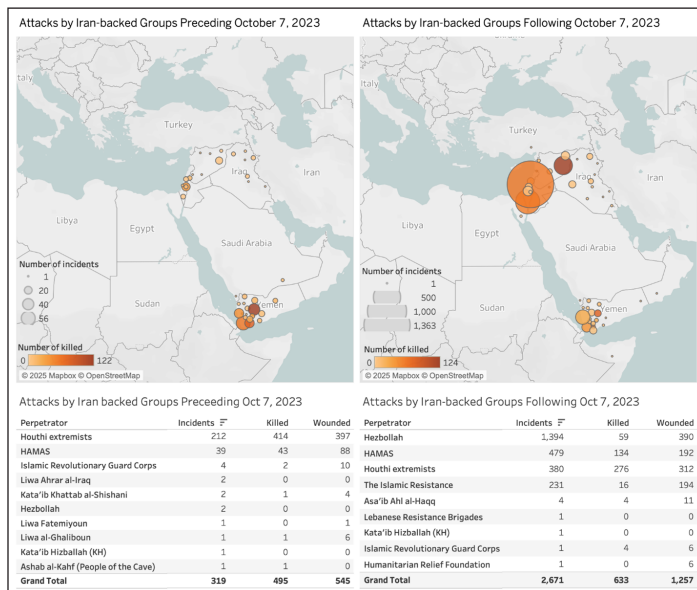 Attacks by Iran-backed Groups Preceding October 7, 2023
Italy
Turkey
Iraq
Iran
Libya
Egypt
Saudi Arabia
Sudan
Yemen
Number of incidents
1
20
40
56
Number of killed
0
122
© 2025 Mapbox © OpenStreetMap
Attacks by Iran-backed Groups Following October 7, 2023
Italy
Turkey
Iraq
Iran
Libya
Egypt
Saudi Arabia
Sudan
Yemen
Number of incidents
1
500
1,000
1,363
Number of killed
0
124
© 2025 Mapbox © OpenStreetMap
Attacks by Iran backed Groups Preceeding Oct 7, 2023
Perpetrator Incidents Killed Wounded
Houthi extremists 212 414 397
HAMAS 39 43 88
Islamic Revolutionary Guard Corps 4 2 10
Liwa Ahrar al-Iraq 2 0 0
Kata'ib Khattab al-Shishani 2 1 4
Hezbollah 2 0 0
Liwa Fatemiyoun 1 0 1
Liwa al-Ghaliboun 1 1 6
Kata'ib Hizballah (KH) 1 0 0
Ashab al-Kahf (People of the Cave) 1 1 0
Grand Total 319 495 545
Attacks by Iran-backed Groups Following Oct 7, 2023
Perpetrator Incidents Killed Wounded
Hezbollah 1,394 59 390
HAMAS 479 134 192
Houthi extremists 380 276 312
The Islamic Resistance 231 16 194
Asa'ib Ahl al-Haqq 4 4 11
Lebanese Resistance Brigades 1 0 0
Kata'ib Hizballah (KH) 1 0 0
Islamic Revolutionary Guard Corps 1 4 6
Humanitarian Relief Foundation 1 0 6
Grand Total 2,671 633 1,257